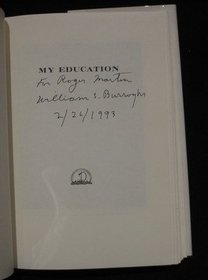 MY EDUCATION
For Roger Martin
William S. Burroughs
2/26/1993